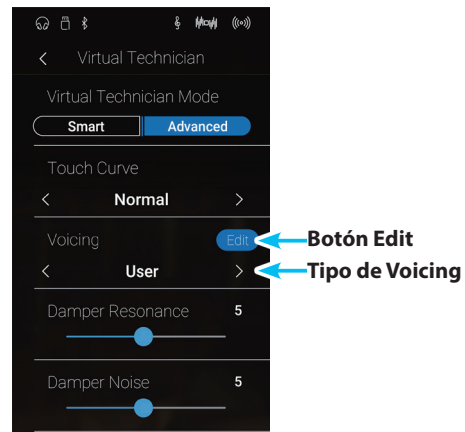 Virtual Technician
Virtual Technician Mode
Smart Advanced
Touch Curve
Normal
Voicing Edit
User
Damper Resonance 5
Damper Noise 5
Botón Edit
Tipo de Voicing